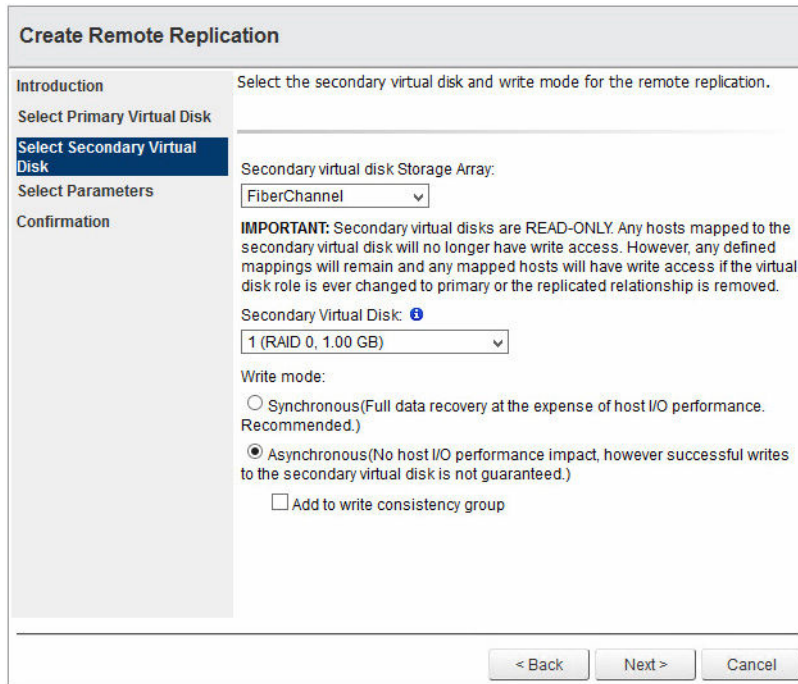 Create Remote Replication
Introduction
Select Primary Virtual Disk
Select Secondary Virtual
Disk
Select Parameters
Confirmation
Select the secondary virtual disk and write mode for the remote replication.
Secondary virtual disk Storage Array:
FiberChannel
IMPORTANT: Secondary virtual disks are READ-ONLY. Any hosts mapped to the
secondary virtual disk will no longer have write access. However, any defined
mappings will remain and any mapped hosts will have write access if the virtual
disk role is ever changed to primary or the replicated relationship is removed.
Secondary Virtual Disk:
1 (RAID 0, 1.00 GB)
Write mode:
Synchronous(Full data recovery at the expense of host I/O performance.
Recommended.)
Asynchronous(No host I/O performance impact, however successful writes
to the secondary virtual disk is not guaranteed.)
Add to write consistency group
< Back
Next >
Cancel